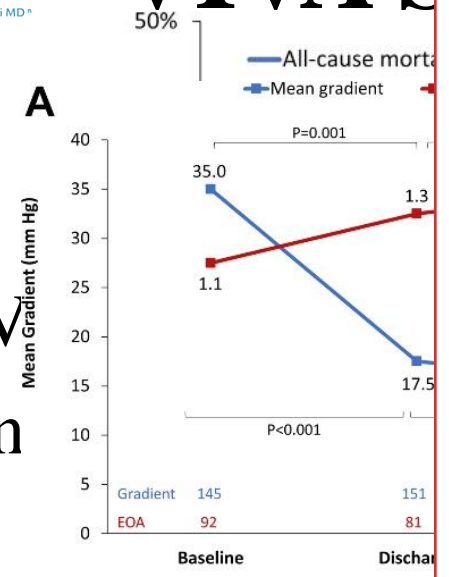 i MD
50%
All-cause morta
Mean gradient
A
P=0.001
40
35.0
35
1.3
30
Mean Gradient (mm Hg)
25
1.1
20
17.5
15
P<0.001
10
n
5
Gradient 145 151
EOA 92 81
0
Baseline Dischar